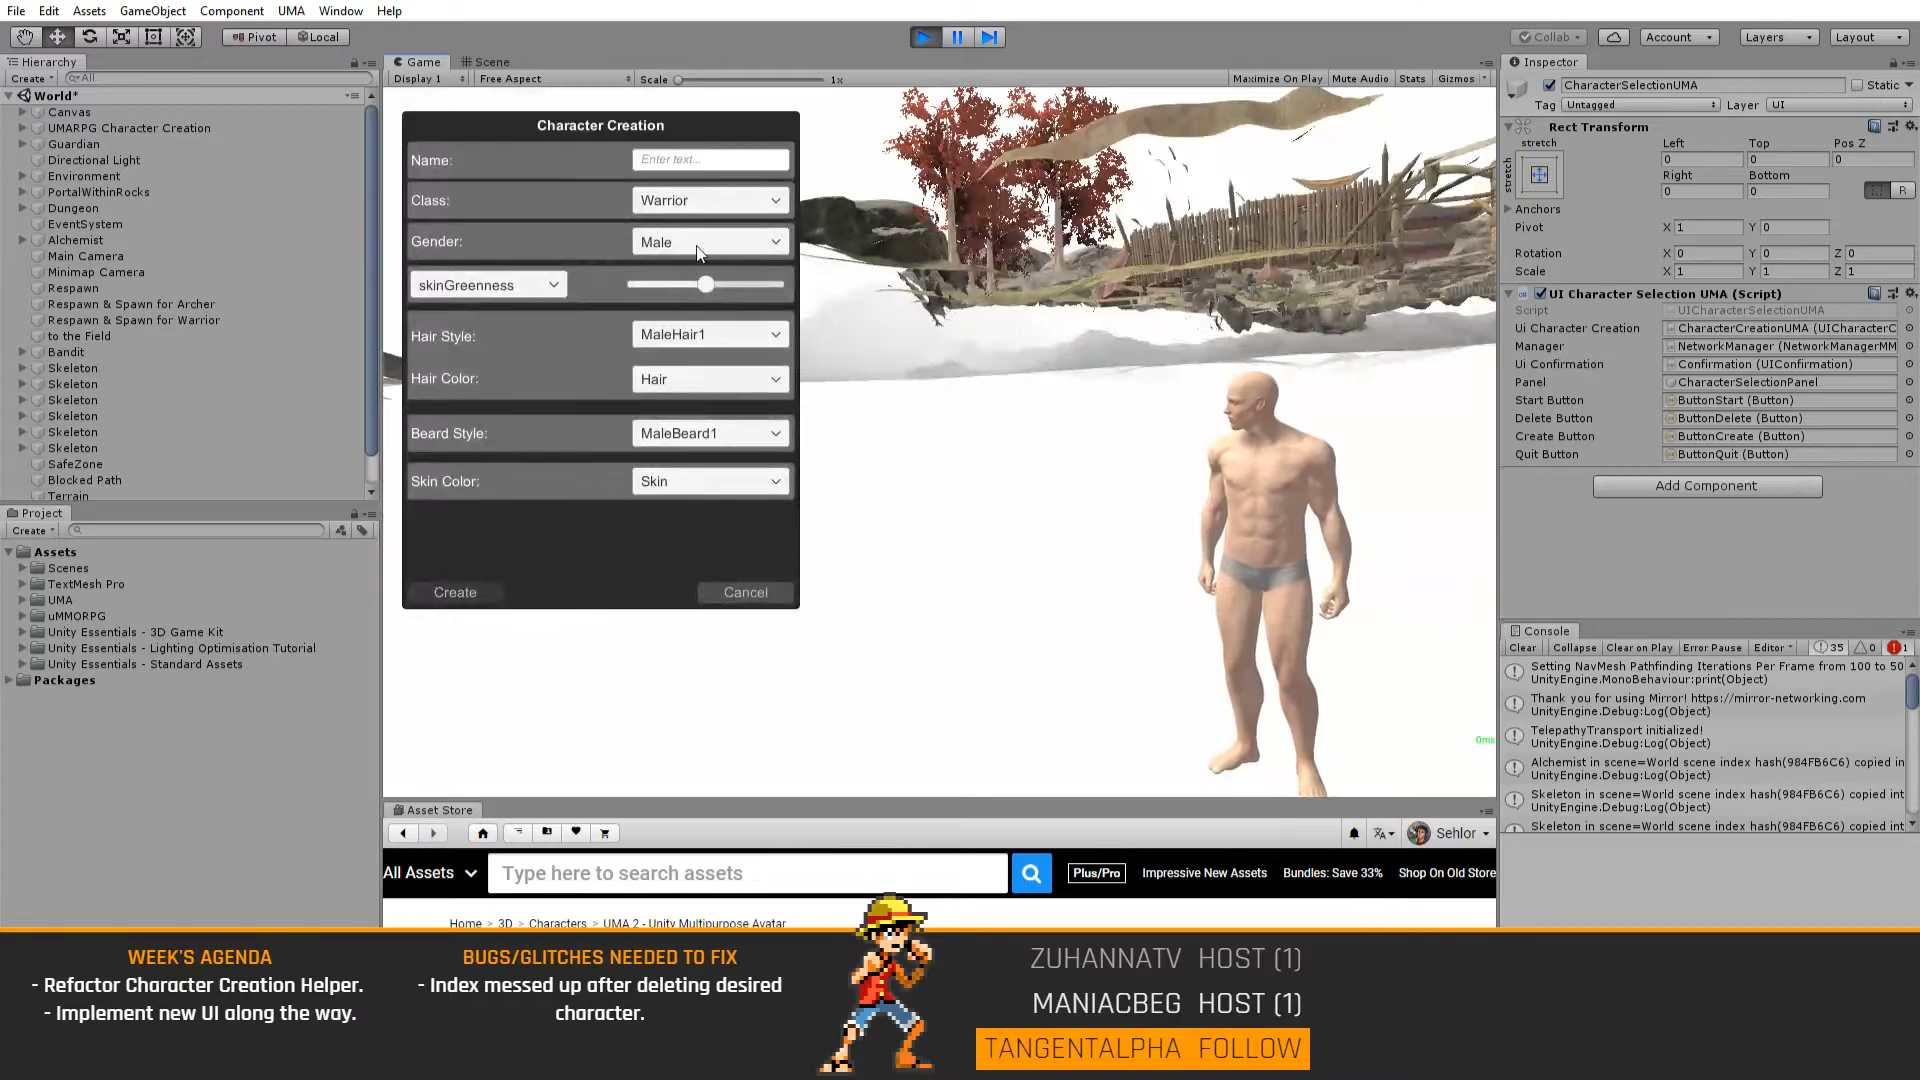 File Edit Assets GameObject Component UMA Window Help
Pivot Local
Collab Account Layers Layout
Hierarchy
Create All
World*
Canvas
UMARPG Character Creation
Guardian
Directional Light
Environment
PortalWithinRocks
Dungeon
EventSystem
Alchemist
Main Camera
Minimap Camera
Respawn
Respawn & Spawn for Archer
Respawn & Spawn for Warrior
to the Field
Bandit
Skeleton
Skeleton
Skeleton
Skeleton
Skeleton
Skeleton
SafeZone
Blocked Path
Terrain
Project
Create
Assets
Scenes
TextMesh Pro
UMA
uMMORPG
Unity Essentials - 3D Game Kit
Unity Essentials - Lighting Optimisation Tutorial
Unity Essentials - Standard Assets
Packages
Game Scene
Display 1 Free Aspect Scale 1x Maximize On Play Mute Audio Stats Gizmos
Character Creation
Name: Enter text...
Class: Warrior
Gender: Male
skinGreenness
Hair Style: MaleHair1
Hair Color: Hair
Beard Style: MaleBeard1
Skin Color: Skin
Create Cancel
0ms
Asset Store
Sehlor
All Assets Type here to search assets Plus/Pro Impressive New Assets Bundles: Save 33% Shop On Old Store
Home > 3D > Characters > UMA 2 - Unity Multipurpose Avatar
Inspector
CharacterSelectionUMA Static
Tag Untagged Layer UI
Rect Transform
stretch Left Top Pos Z
stretch 0 0 0
Right Bottom
0 0 R
Anchors
Pivot X 1 Y 0
Rotation X 0 Y 0 Z 0
Scale X 1 Y 1 Z 1
UI Character Selection UMA (Script)
Script UICharacterSelectionUMA
Ui Character Creation CharacterCreationUMA (UICharacterC
Manager NetworkManager (NetworkManagerMM
Ui Confirmation Confirmation (UIConfirmation)
Panel CharacterSelectionPanel
Start Button ButtonStart (Button)
Delete Button ButtonDelete (Button)
Create Button ButtonCreate (Button)
Quit Button ButtonQuit (Button)
Add Component
Console
Clear Collapse Clear on Play Error Pause Editor 35 0 1
Setting NavMesh Pathfinding Iterations Per Frame from 100 to 50
UnityEngine.MonoBehaviour:print(Object)
Thank you for using Mirror! https://mirror-networking.com
UnityEngine.Debug:Log(Object)
TelepathyTransport initialized!
UnityEngine.Debug:Log(Object)
Alchemist in scene=World scene index hash(984FB6C6) copied in
UnityEngine.Debug:Log(Object)
Skeleton in scene=World scene index hash(984FB6C6) copied int
UnityEngine.Debug:Log(Object)
Skeleton in scene=World scene index hash(984FB6C6) copied int
WEEK'S AGENDA
- Refactor Character Creation Helper.
- Implement new UI along the way.
BUGS/GLITCHES NEEDED TO FIX
- Index messed up after deleting desired
character.
ZUHANNATV HOST (1)
MANIACBEG HOST (1)
TANGENTALPHA FOLLOW